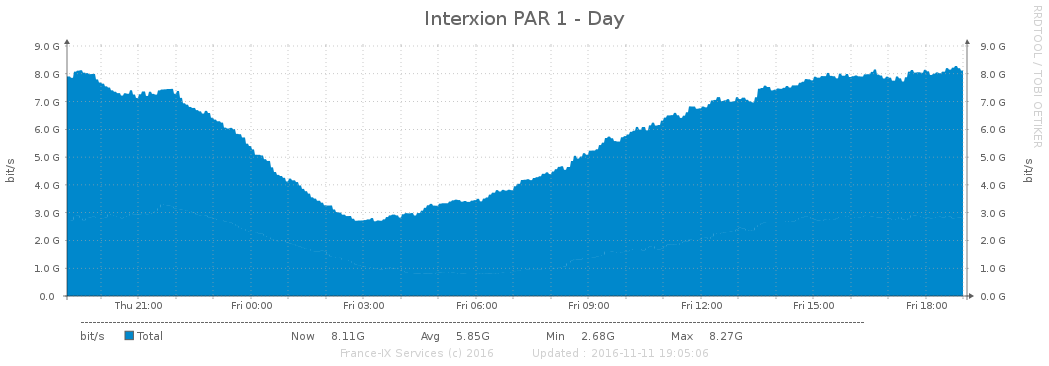 Interxion PAR 1 - Day
RRDTOOL / TOBI OETIKER
9.0 G 9.0 G
8.0 G 8.0 G
7.0 G 7.0 G
6.0 G 6.0 G
5.0 G 5.0 G
4.0 G 4.0 G
3.0 G 3.0 G
2.0 G 2.0 G
1.0 G 1.0 G
0.0 0.0 G
bit/s
bit/s
Thu 21:00 Fri 00:00 Fri 03:00 Fri 06:00 Fri 09:00 Fri 12:00 Fri 15:00 Fri 18:00
bit/s Total Now 8.11G Avg 5.85G Min 2.68G Max 8.27G
France-IX Services (c) 2016 Updated : 2016-11-11 19:05:06